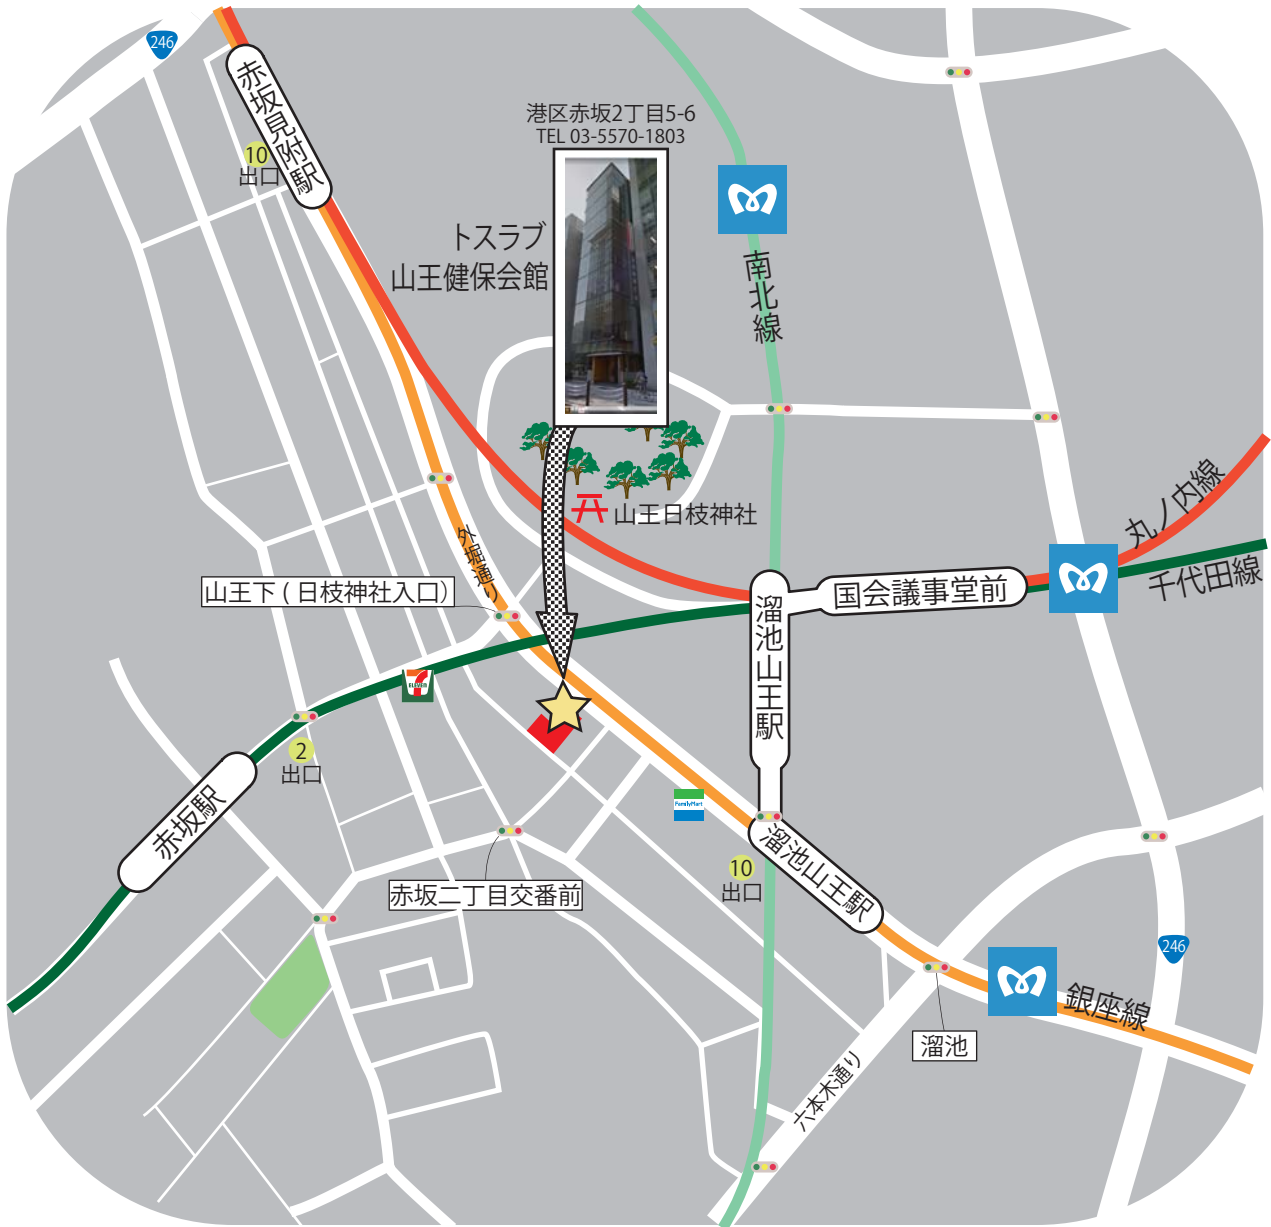 246
赤坂見附駅
10
出口
港区赤坂2丁目5-6
TEL 03-5570-1803
トスラブ
山王健保会館
南北線
山王日枝神社
外堀通り
丸ノ内線
千代田線
山王下 ( 日枝神社入口)
国会議事堂前
溜池山王駅
7
ELEVEN
2
出口
赤坂駅
FamilyMart
溜池山王駅
10
出口
赤坂二丁目交番前
246
銀座線
溜池
六本木通り